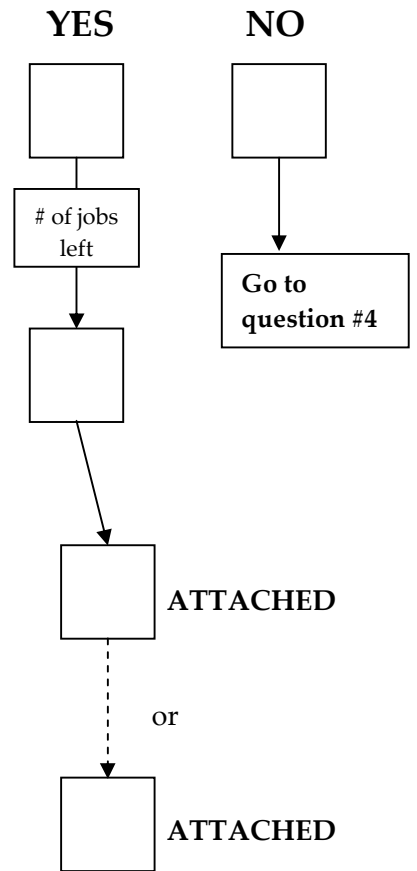 YES NO
# of jobs
left
Go to
question #4
ATTACHED
or
ATTACHED